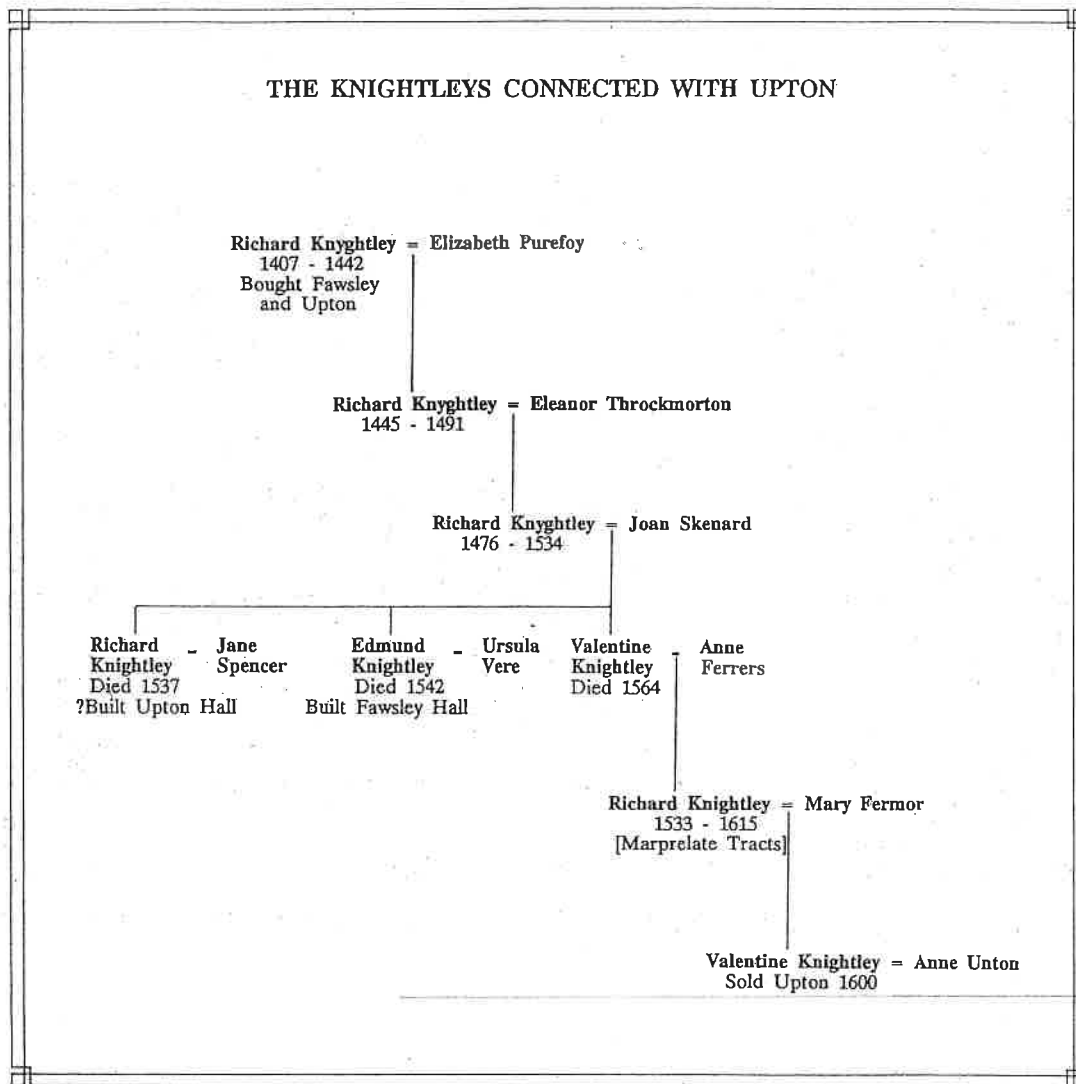 THE KNIGHTLEYS CONNECTED WITH UPTON
Richard Knyghtley = Elizabeth Purefoy
1407 - 1442
Bought Fawsley
and Upton
Richard Knyghtley = Eleanor Throckmorton
1445 - 1491
Richard Knyghtley = Joan Skenard
1476 - 1534
Richard - Jane
Knightley Spencer
Died 1537
?Built Upton Hall
Edmund - Ursula
Knightley Vere
Died 1542
Built Fawsley Hall
Valentine - Anne
Knightley Ferrers
Died 1564
Richard Knightley = Mary Fermor
1533 - 1615
[Marprelate Tracts]
Valentine Knightley = Anne Unton
Sold Upton 1600